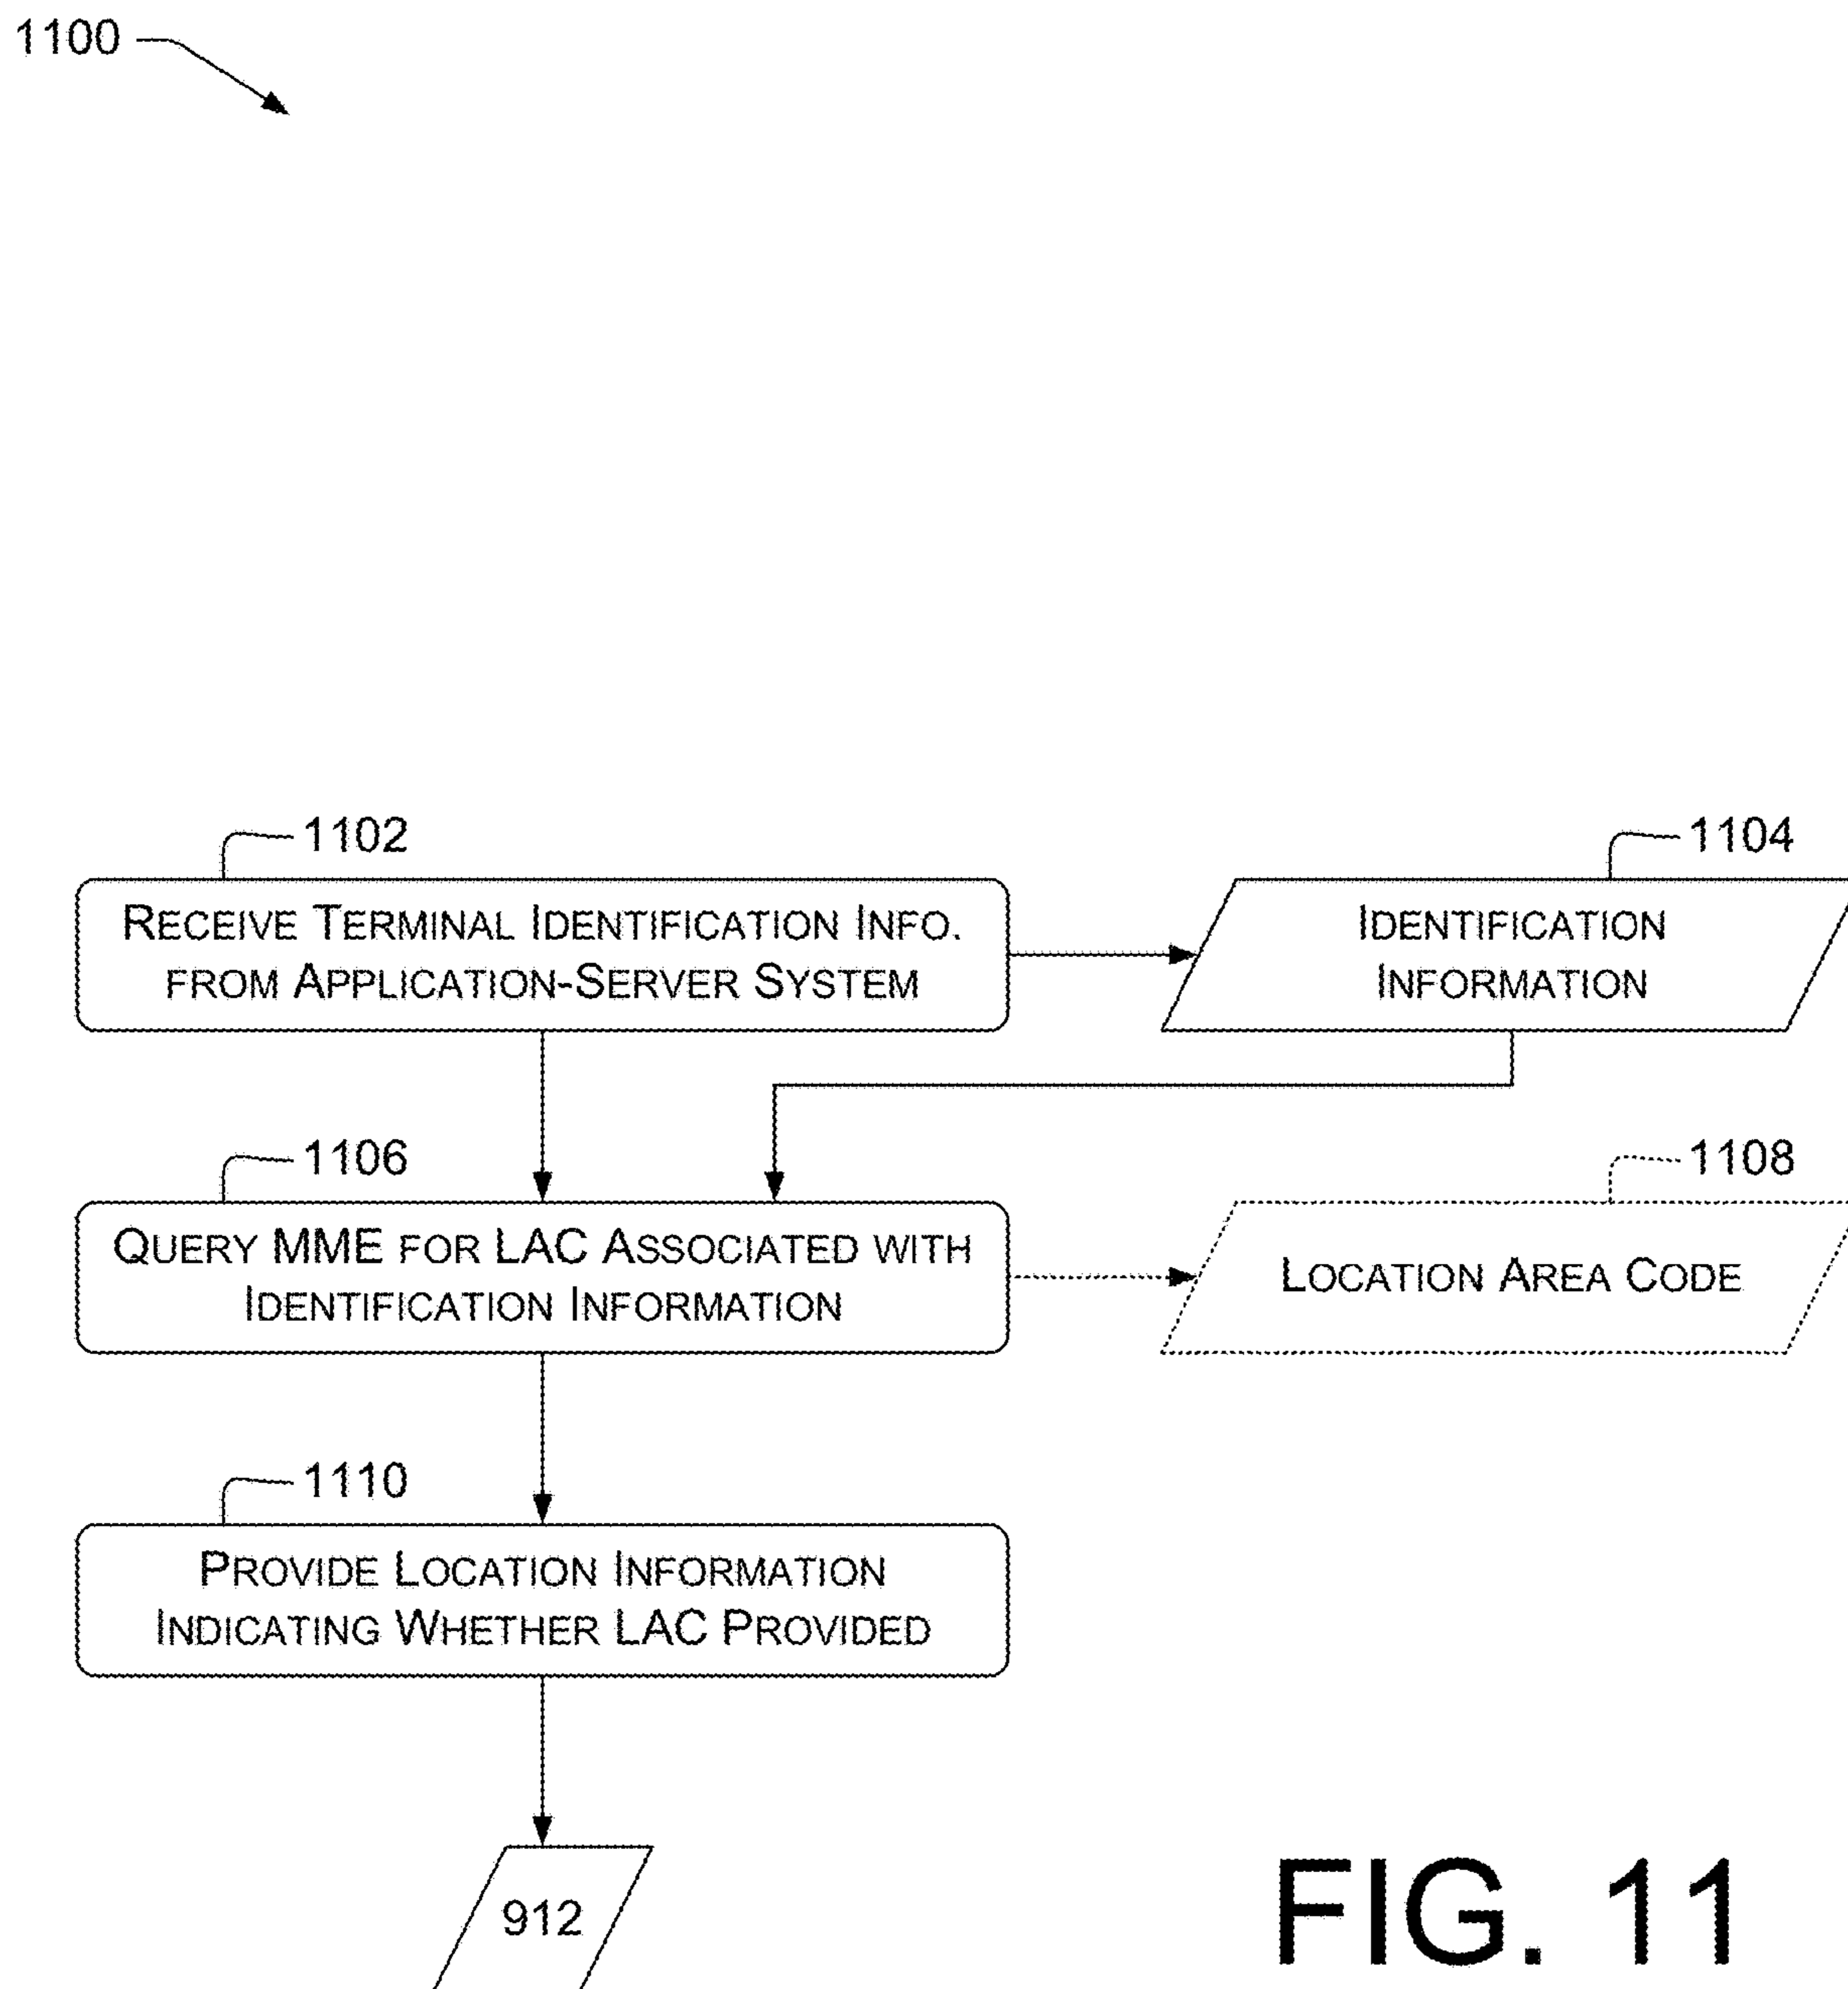 1100
1102
RECEIVE TERMINAL IDENTIFICATION INFO.
FROM APPLICATION-SERVER SYSTEM
1104
IDENTIFICATION
INFORMATION
1106
QUERY MME FOR LAC ASSOCIATED WITH
IDENTIFICATION INFORMATION
1108
LOCATION AREA CODE
1110
PROVIDE LOCATION INFORMATION
INDICATING WHETHER LAC PROVIDED
912
FIG. 11